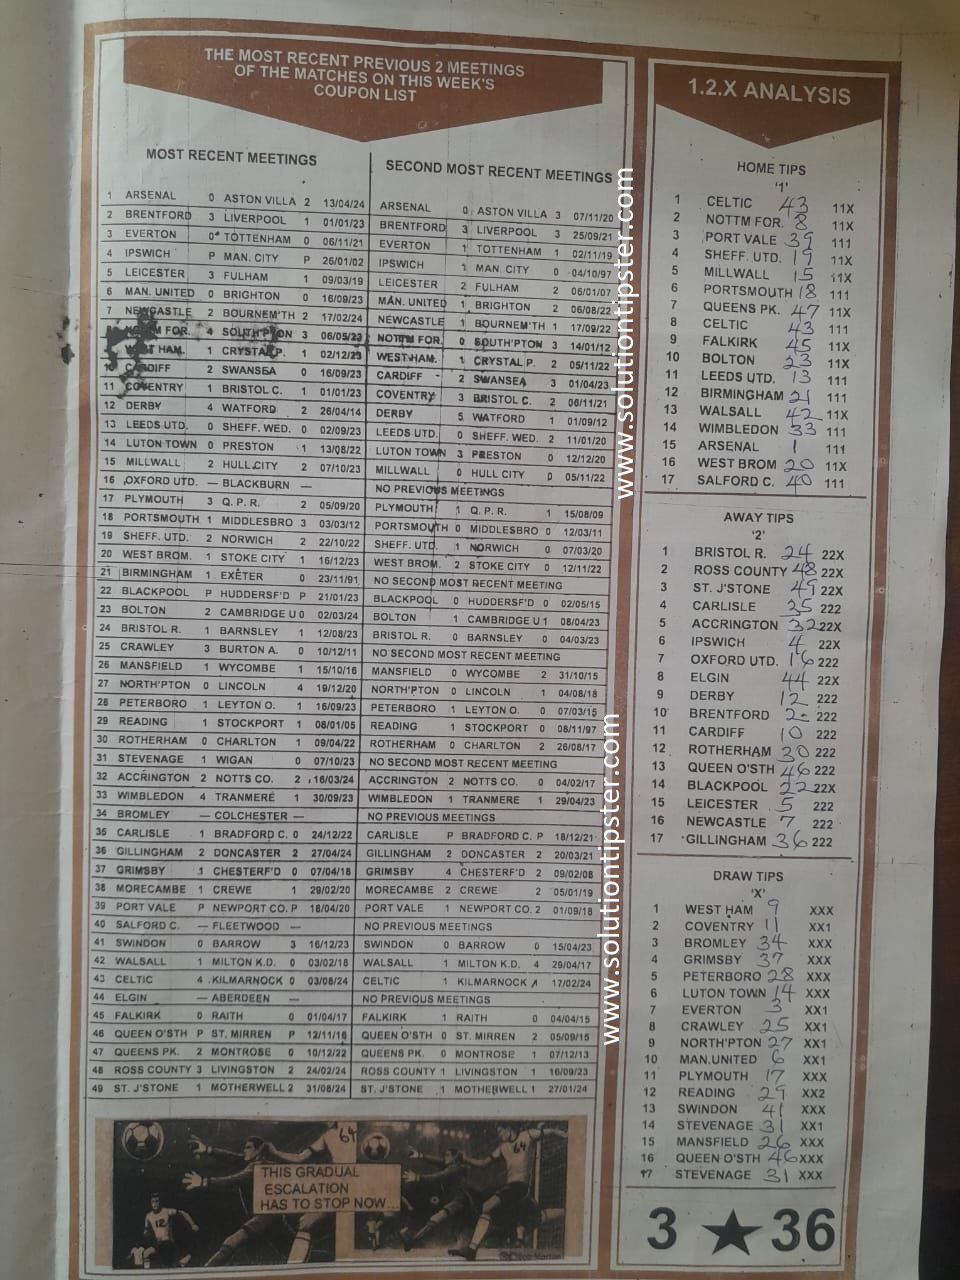 THE MOST RECENT PREVIOUS 2 MEETINGS
OF THE MATCHES ON THIS WEEK'S
COUPON LIST
MOST RECENT MEETINGS SECOND MOST RECENT MEETINGS
1 ARSENAL 0 ASTON VILLA 2 13/04/24 ARSENAL 0 ASTON VILLA 3 07/11/20
2 BRENTFORD 3 LIVERPOOL 1 01/01/23 BRENTFORD 3 LIVERPOOL 3 25/09/21
3 EVERTON 0 TOTTENHAM 0 06/11/21 EVERTON 1 TOTTENHAM 1 02/11/19
4 IPSWICH P MAN. CITY P 26/01/02 IPSWICH 1 MAN. CITY 0 04/10/97
5 LEICESTER 3 FULHAM 1 09/03/19 LEICESTER 2 FULHAM 2 06/01/07
6 MAN. UNITED 0 BRIGHTON 0 16/09/23 MAN. UNITED 1 BRIGHTON 2 06/08/22
7 NEWCASTLE 2 BOURNEM'TH 2 17/02/24 NEWCASTLE 1 BOURNEM'TH 1 17/09/22
FOR. 4 SOUTH'PTON 3 06/05/23 NOTTM FOR. 0 SOUTH'PTON 3 14/01/12
WEST HAM. 1 CRYSTAL P. 1 02/12/23 WEST HAM. 1 CRYSTAL P. 2 05/11/22
CARDIFF 2 SWANSEA 0 16/09/23 CARDIFF - 2 SWANSEA 3 01/04/23
11 COVENTRY 1 BRISTOL C. 1 01/01/23 COVENTRY 3 BRISTOL C. 2 06/11/21
12 DERBY 4 WATFORD 2 26/04/14 DERBY 5 WATFORD 1 01/09/12
13 LEEDS UTD. 0 SHEFF. WED. 0 02/09/23 LEEDS UTD. 0 SHEFF. WED. 2 11/01/20
14 LUTON TOWN 0 PRESTON 1 13/08/22 LUTON TOWN 3 PRESTON 0 12/12/20
15 MILLWALL 2 HULL CITY 2 07/10/23 MILLWALL 0 HULL CITY 0 05/11/22
16 OXFORD UTD. — BLACKBURN — NO PREVIOUS MEETINGS
17 PLYMOUTH 3 Q. P. R. 2 05/09/20 PLYMOUTH 1 Q. P. R. 1 15/08/09
18 PORTSMOUTH 1 MIDDLESBRO 3 03/03/12 PORTSMOUTH 0 MIDDLESBRO 0 12/03/11
19 SHEFF. UTD. 2 NORWICH 2 22/10/22 SHEFF. UTD. 1 NORWICH 0 07/03/20
20 WEST BROM. 1 STOKE CITY 1 16/12/23 WEST BROM. 2 STOKE CITY 0 12/11/22
21 BIRMINGHAM 1 EXETER 0 23/11/91 NO SECOND MOST RECENT MEETING
22 BLACKPOOL P HUDDERSF'D P 21/01/23 BLACKPOOL 0 HUDDERSF'D 0 02/05/15
23 BOLTON 2 CAMBRIDGE U 0 02/03/24 BOLTON 1 CAMBRIDGE U 1 08/04/23
24 BRISTOL R. 1 BARNSLEY 1 12/08/23 BRISTOL R. 0 BARNSLEY 0 04/03/23
25 CRAWLEY 3 BURTON A. 0 10/12/11 NO SECOND MOST RECENT MEETING
26 MANSFIELD 1 WYCOMBE 1 15/10/16 MANSFIELD 0 WYCOMBE 2 31/10/15
27 NORTH'PTON 0 LINCOLN 4 19/12/20 NORTH'PTON 0 LINCOLN 1 04/08/18
28 PETERBORO 1 LEYTON O. 1 16/09/23 PETERBORO 1 LEYTON O. 0 07/03/15
29 READING 1 STOCKPORT 1 08/01/05 READING 1 STOCKPORT 0 08/11/97
30 ROTHERHAM 0 CHARLTON 1 09/04/22 ROTHERHAM 0 CHARLTON 2 26/08/17
31 STEVENAGE 1 WIGAN 0 07/10/23 NO SECOND MOST RECENT MEETING
32 ACCRINGTON 2 NOTTS CO. 2 16/03/24 ACCRINGTON 2 NOTTS CO. 0 04/02/17
33 WIMBLEDON 4 TRANMERE 1 30/09/23 WIMBLEDON 1 TRANMERE 1 29/04/23
34 BROMLEY — COLCHESTER — NO PREVIOUS MEETINGS
35 CARLISLE 1 BRADFORD C. 0 24/12/22 CARLISLE P BRADFORD C. P 18/12/21
36 GILLINGHAM 2 DONCASTER 2 27/04/24 GILLINGHAM 2 DONCASTER 2 20/03/21
37 GRIMSBY 1 CHESTERF'D 0 07/04/18 GRIMSBY 4 CHESTERF'D 2 09/02/08
38 MORECAMBE 1 CREWE 1 29/02/20 MORECAMBE 2 CREWE 2 05/01/19
39 PORT VALE P NEWPORT CO. P 18/04/20 PORT VALE 1 NEWPORT CO. 2 01/09/18
40 SALFORD C. — FLEETWOOD — NO PREVIOUS MEETINGS
41 SWINDON 0 BARROW 3 16/12/23 SWINDON 0 BARROW 0 15/04/23
42 WALSALL 1 MILTON K.D. 0 03/02/18 WALSALL 1 MILTON K.D. 4 29/04/17
43 CELTIC 4 KILMARNOCK 0 03/08/24 CELTIC 1 KILMARNOCK 17/02/24
44 ELGIN — ABERDEEN — NO PREVIOUS MEETINGS
45 FALKIRK 0 RAITH 0 01/04/17 FALKIRK 1 RAITH 0 04/04/15
46 QUEEN O'STH P ST. MIRREN P 12/11/16 QUEEN O'STH 0 ST. MIRREN 2 05/09/15
47 QUEENS PK. 2 MONTROSE 0 10/12/22 QUEENS PK. 0 MONTROSE 1 07/12/13
48 ROSS COUNTY 3 LIVINGSTON 2 24/02/24 ROSS COUNTY 1 LIVINGSTON 1 16/09/23
49 ST. J'STONE 1 MOTHERWELL 2 31/08/24 ST. J'STONE 1 MOTHERWELL 1 27/01/24
THIS GRADUAL
ESCALATION
HAS TO STOP NOW...
64
64
12
www.solutiontipster.com
www.solutiontipster.com
1.2.X ANALYSIS
HOME TIPS
'1'
1 CELTIC 43 11X
2 NOTTM FOR. 8 11X
3 PORT VALE 39 111
4 SHEFF. UTD. 19 11X
5 MILLWALL 15 11X
6 PORTSMOUTH 18 111
7 QUEENS PK. 47 11X
8 CELTIC 43 111
9 FALKIRK 45 11X
10 BOLTON 23 11X
11 LEEDS UTD. 13 111
12 BIRMINGHAM 21 111
13 WALSALL 42 11X
14 WIMBLEDON 33 111
15 ARSENAL 1 111
16 WEST BROM 20 11X
17 SALFORD C. 40 111
AWAY TIPS
'2'
1 BRISTOL R. 24 22X
2 ROSS COUNTY 48 22X
3 ST. J'STONE 49 22X
4 CARLISLE 35 222
5 ACCRINGTON 32 22X
6 IPSWICH 4 22X
7 OXFORD UTD. 16 222
8 ELGIN 44 22X
9 DERBY 12 222
10 BRENTFORD 2 222
11 CARDIFF 10 222
12 ROTHERHAM 30 222
13 QUEEN O'STH 46 222
14 BLACKPOOL 22 22X
15 LEICESTER 5 222
16 NEWCASTLE 7 222
17 GILLINGHAM 36 222
DRAW TIPS
'X'
1 WEST HAM 9 XXX
2 COVENTRY 11 XX1
3 BROMLEY 34 XXX
4 GRIMSBY 37 XXX
5 PETERBORO 28 XXX
6 LUTON TOWN 14 XXX
7 EVERTON 3 XX1
8 CRAWLEY 25 XX1
9 NORTH'PTON 27 XX1
10 MAN.UNITED 6 XX1
11 PLYMOUTH 17 XXX
12 READING 29 XX2
13 SWINDON 41 XXX
14 STEVENAGE 31 XX1
15 MANSFIELD 26 XXX
16 QUEEN O'STH 46 XXX
17 STEVENAGE 31 XXX
3 ★ 36